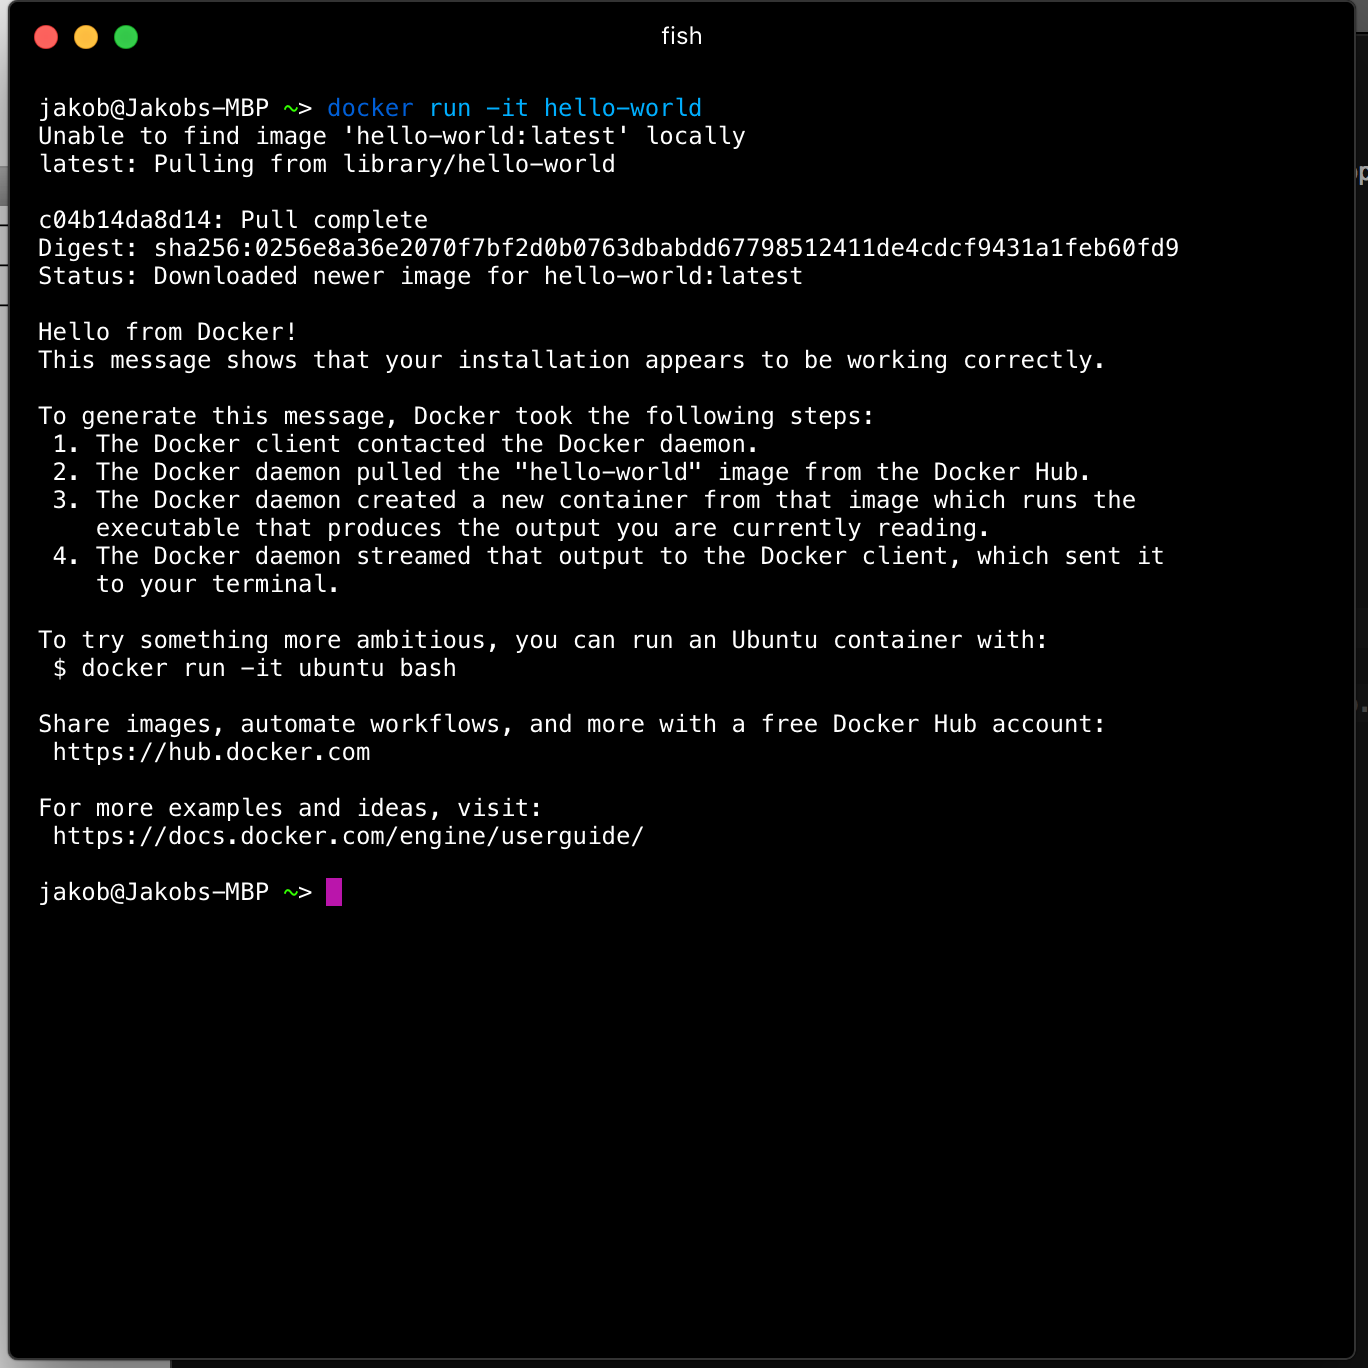 fish
jakob@Jakobs-MBP ~> docker run -it hello-world
Unable to find image 'hello-world:latest' locally
latest: Pulling from library/hello-world
c04b14da8d14: Pull complete
Digest: sha256:0256e8a36e2070f7bf2d0b0763dbabdd67798512411de4cdcf9431a1feb60fd9
Status: Downloaded newer image for hello-world:latest
Hello from Docker!
This message shows that your installation appears to be working correctly.
To generate this message, Docker took the following steps:
1. The Docker client contacted the Docker daemon.
2. The Docker daemon pulled the "hello-world" image from the Docker Hub.
3. The Docker daemon created a new container from that image which runs the
executable that produces the output you are currently reading.
4. The Docker daemon streamed that output to the Docker client, which sent it
to your terminal.
To try something more ambitious, you can run an Ubuntu container with:
$ docker run -it ubuntu bash
Share images, automate workflows, and more with a free Docker Hub account:
https://hub.docker.com
For more examples and ideas, visit:
https://docs.docker.com/engine/userguide/
jakob@Jakobs-MBP ~>